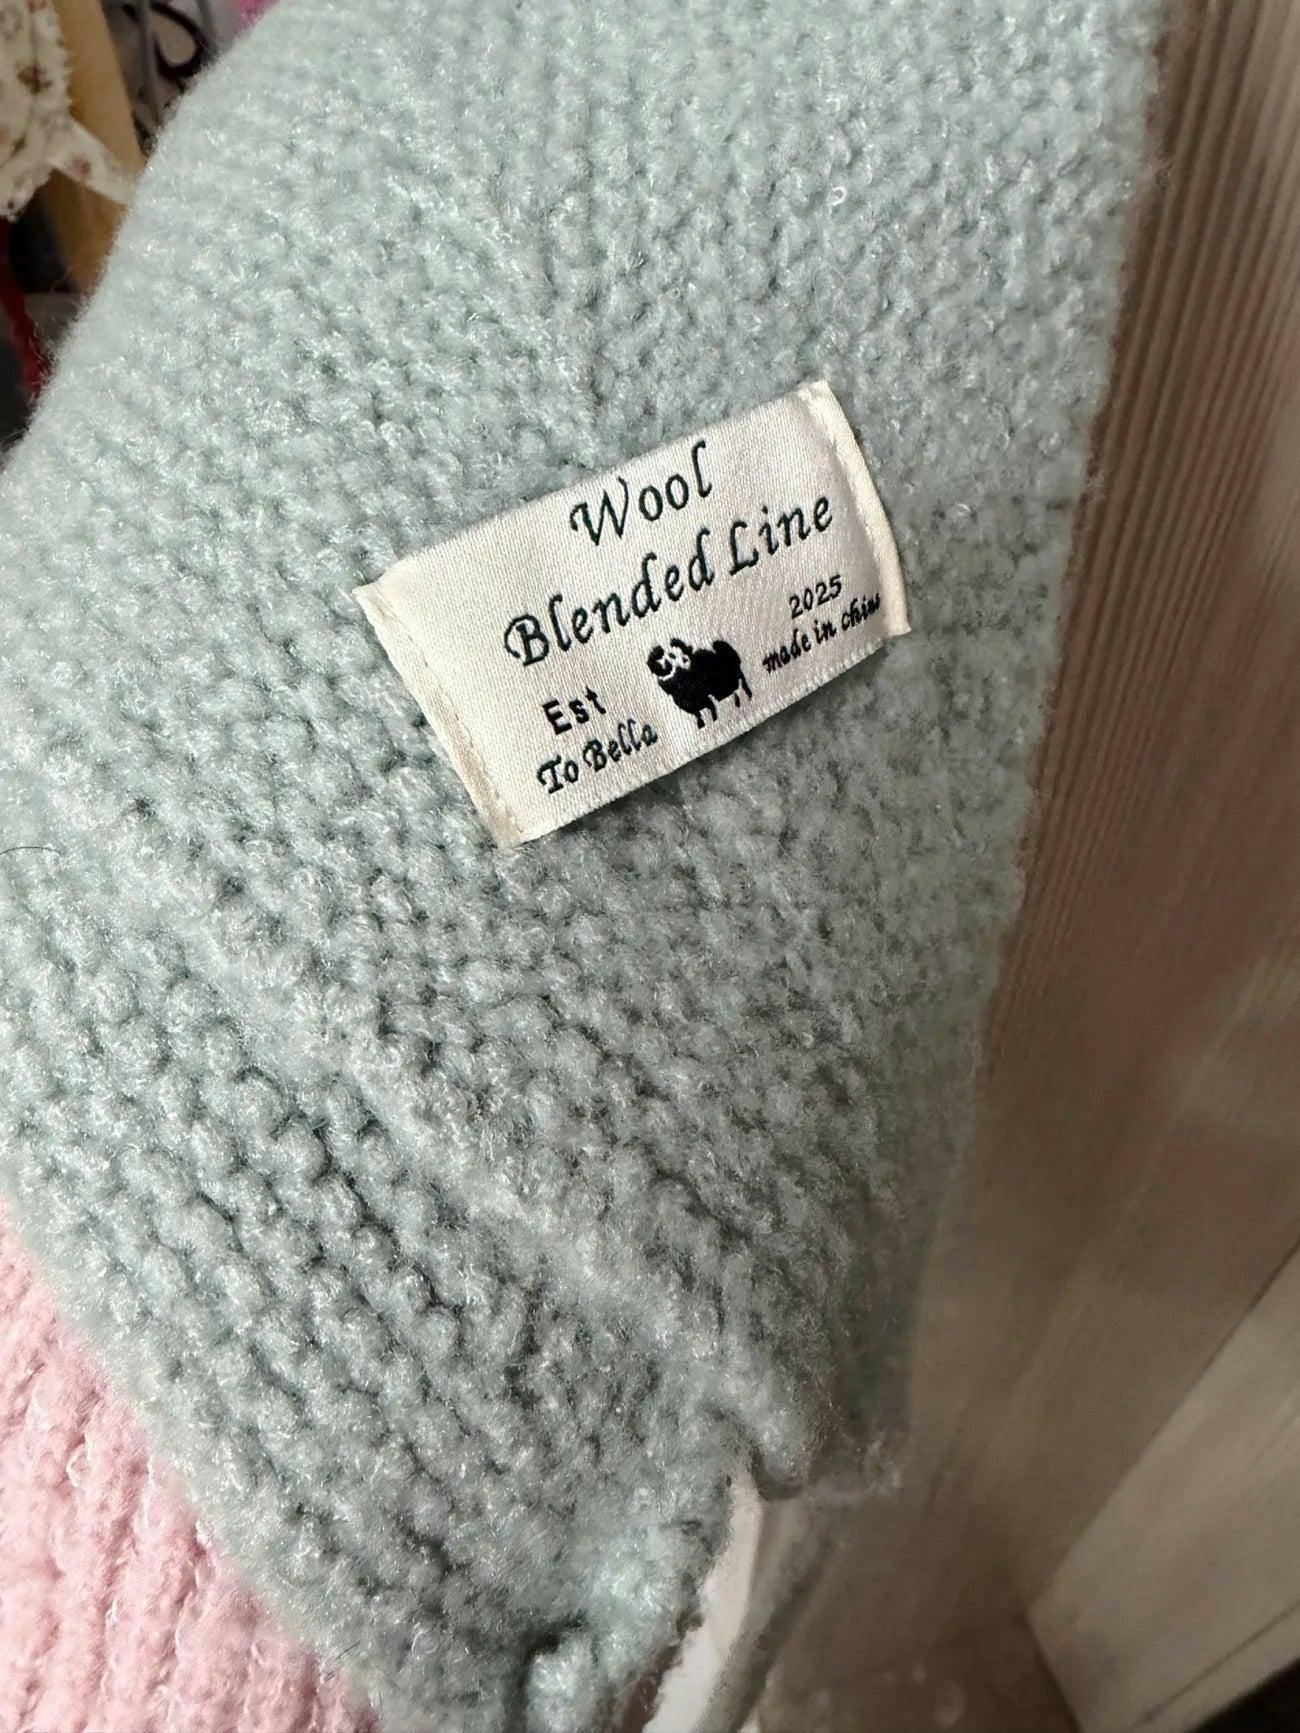 Wool
Blended Line
Est
To Bella
2025
made in china